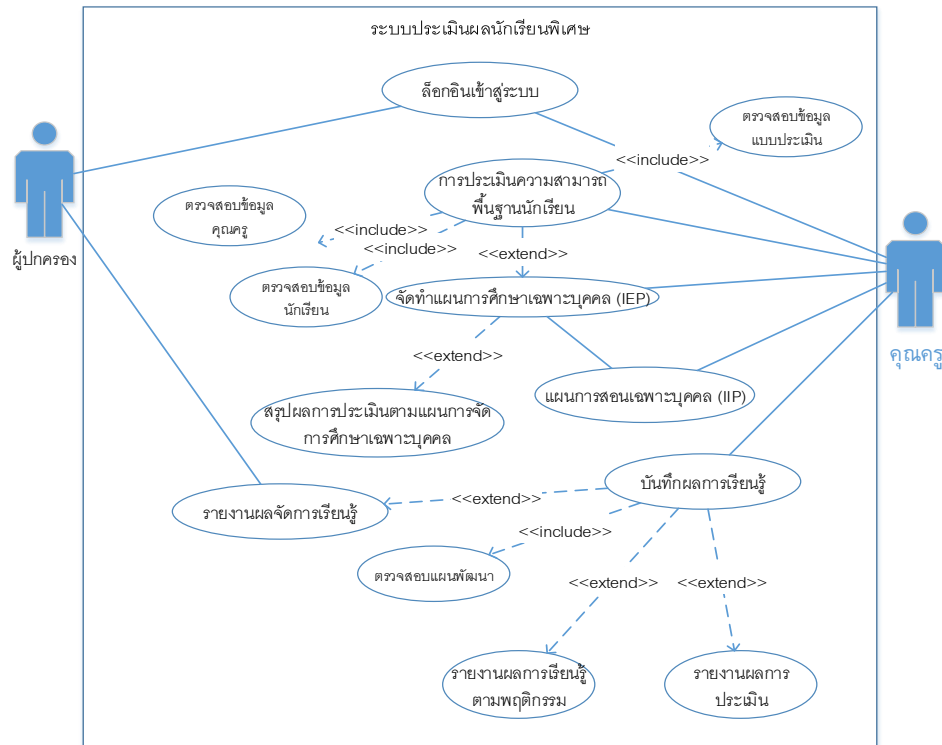 ระบบประเมินผลนักเรียนพิเศษ
ล็อกอินเข้าสู่ระบบ
ตรวจสอบข้อมูล
แบบประเมิน
<<include>>
การประเมินความสามารถ
พื้นฐานนักเรียน
ตรวจสอบข้อมูล
คุณครู
<<include>>
<<include>>
<<extend>>
ผู้ปกครอง
ตรวจสอบข้อมูล
นักเรียน
จัดทำแผนการศึกษาเฉพาะบุคคล (IEP)
คุณครู
<<extend>>
แผนการสอนเฉพาะบุคคล (IIP)
สรุปผลการประเมินตามแผนการจัด
การศึกษาเฉพาะบุคคล
บันทึกผลการเรียนรู้
<<extend>>
รายงานผลจัดการเรียนรู้
<<include>>
ตรวจสอบแผนพัฒนา
<<extend>>
<<extend>>
รายงานผลการเรียนรู้
ตามพฤติกรรม
รายงานผลการ
ประเมิน